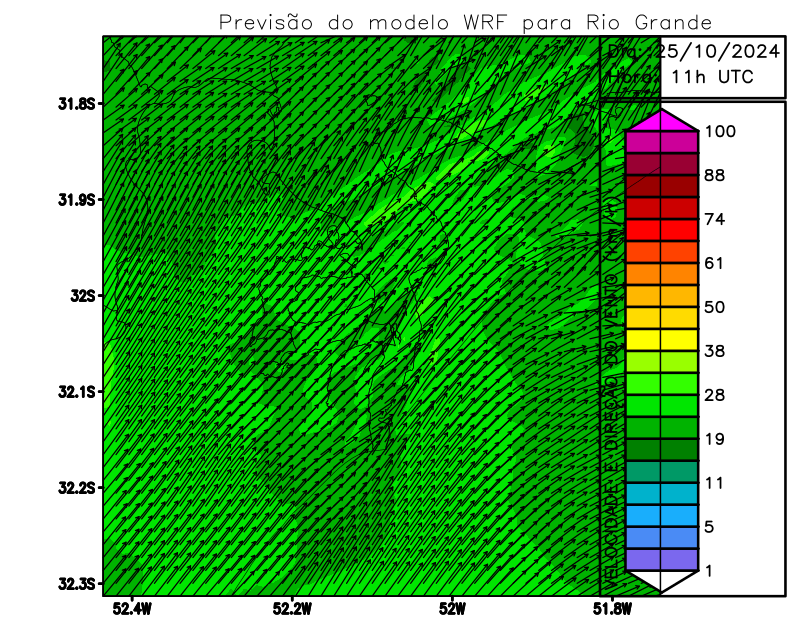 Previsão do modelo WRF para Rio Grande
Dia: 25/10/2024
Hora: 11h UTC
31.8S
31.9S
32S
32.1S
32.2S
32.3S
52.4W
52.2W
52W
51.8W
VELOCIDADE E DIREÇÃO DO VENTO (KM/H)
100
88
74
61
50
38
28
19
11
5
1